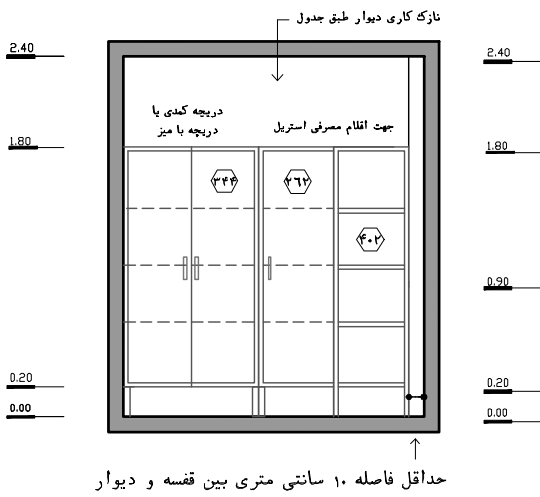 نازک کاری دیوار طبق جدول
2.40
2.40
دریچه کمدی یا
دریچه با میز
جهت اقلام مصرفی استریل
1.80
1.80
۳۴۴
۲۶۲
۴۰۲
0.90
0.20
0.20
0.00
0.00
حداقل فاصله ۱۰ سانتی متری بین قفسه و دیوار